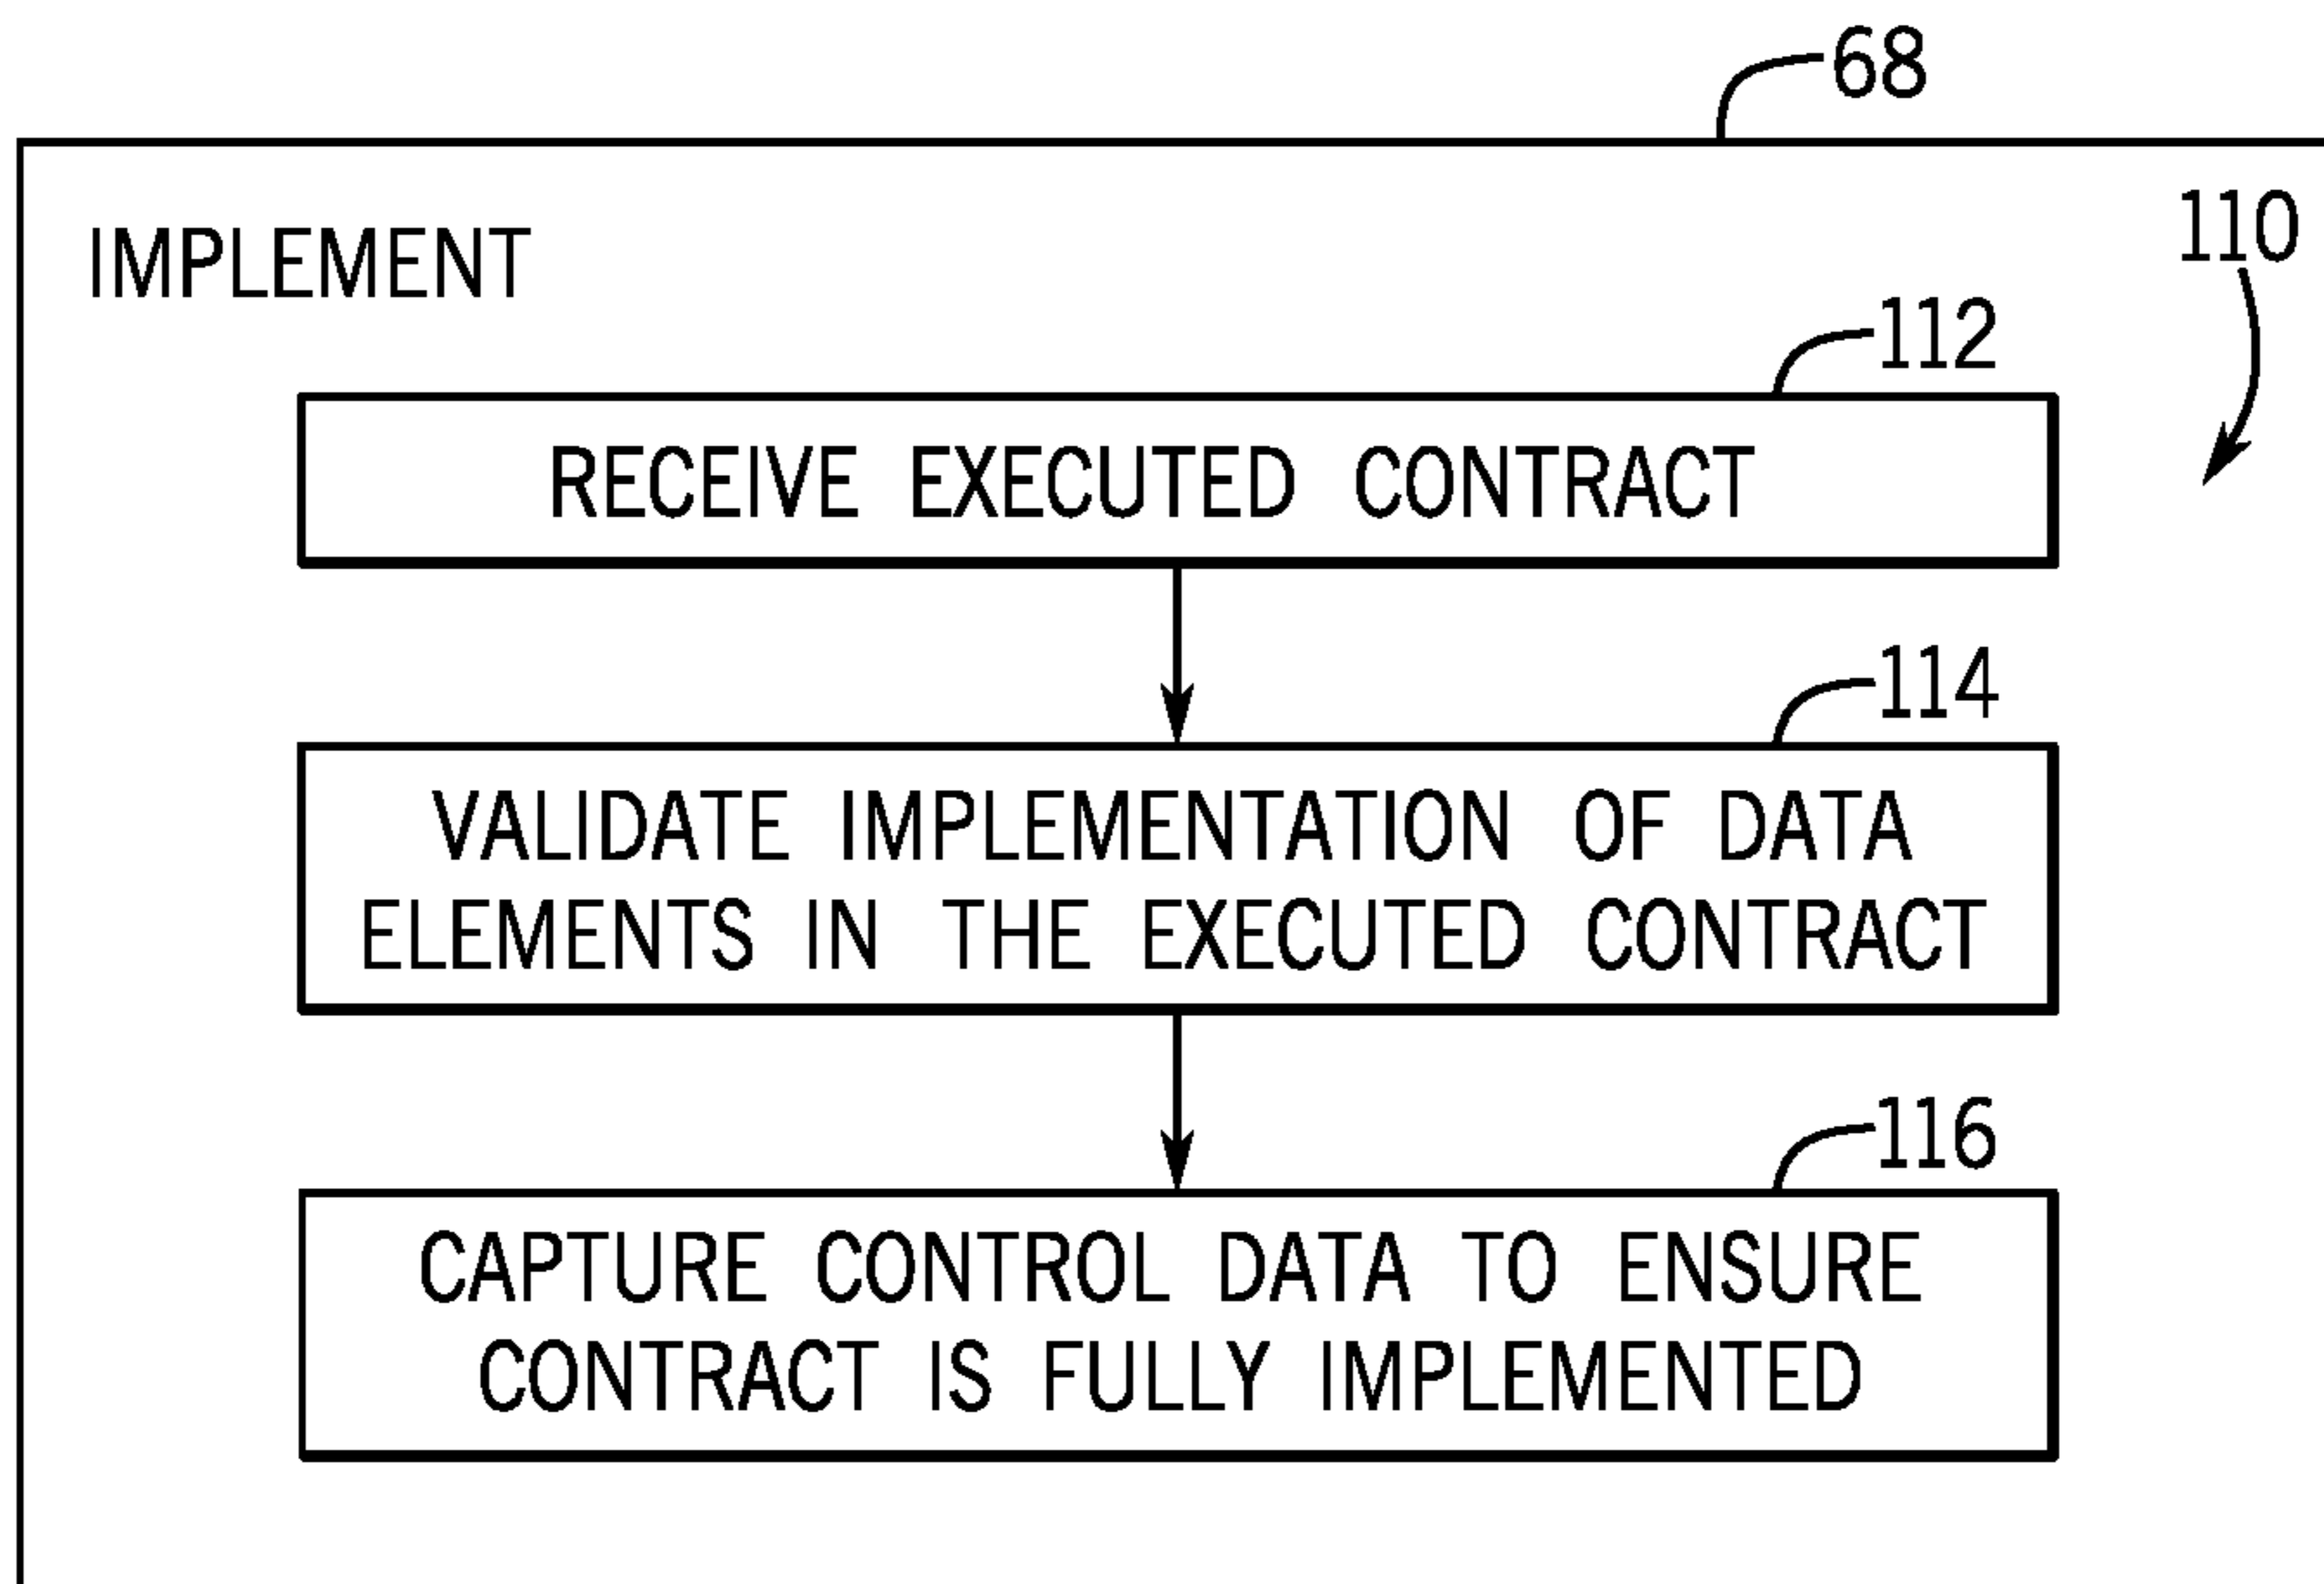 68
IMPLEMENT
110
112
RECEIVE EXECUTED CONTRACT
114
VALIDATE IMPLEMENTATION OF DATA
ELEMENTS IN THE EXECUTED CONTRACT
116
CAPTURE CONTROL DATA TO ENSURE
CONTRACT IS FULLY IMPLEMENTED